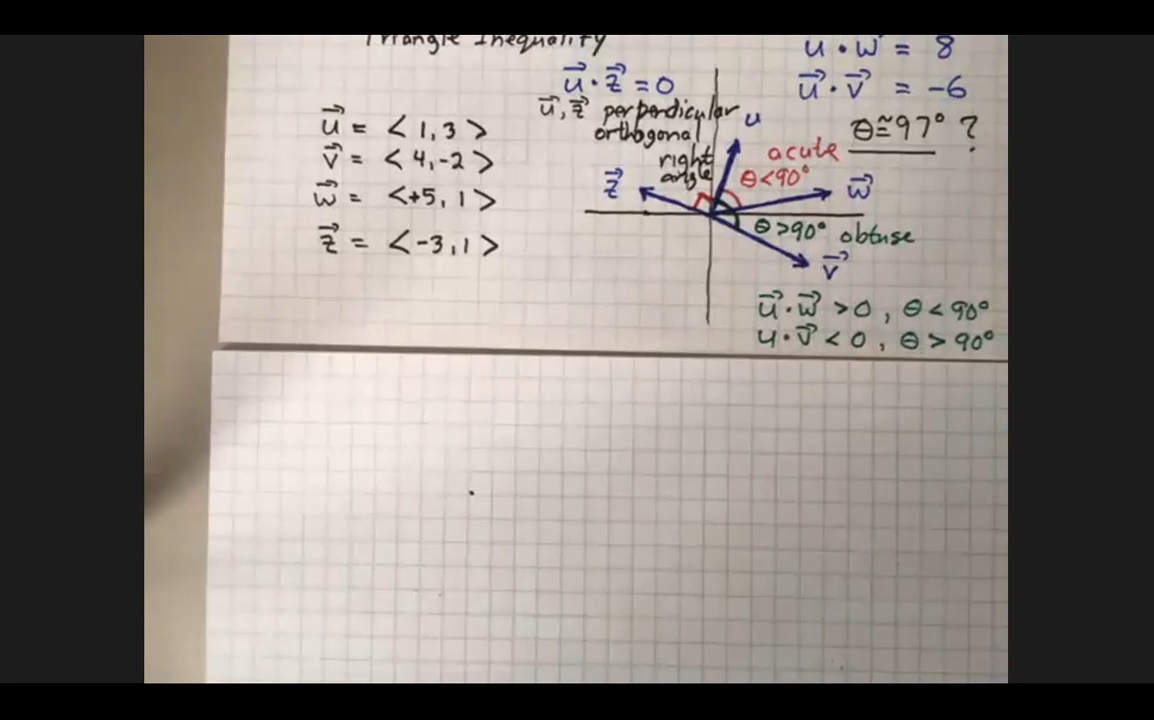 Triangle Inequality
u · w⃗ = 8
u⃗ · z⃗ = 0
u⃗ · v⃗ = -6
u⃗, z⃗ perpendicular
orthogonal
right
angle
u
θ ≅ 97° ?
acute
θ < 90°
u⃗ = < 1, 3 >
v⃗ = < 4, -2 >
w⃗ = < +5, 1 >
z⃗ = < -3, 1 >
z⃗
w⃗
θ > 90° obtuse
v⃗
u⃗ · w⃗ > 0 , θ < 90°
u · v⃗ < 0 , θ > 90°